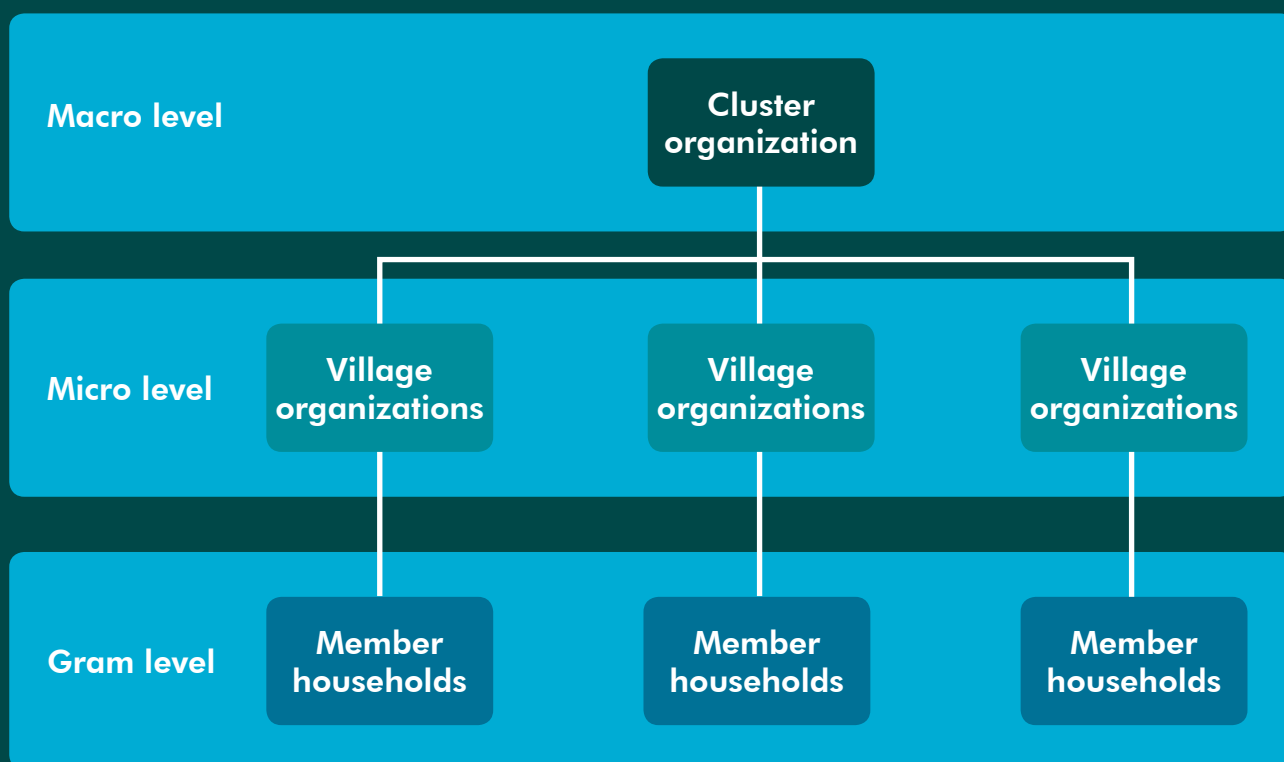 Macro level
Cluster
organization
Micro level
Village
organizations
Village
organizations
Village
organizations
Gram level
Member
households
Member
households
Member
households